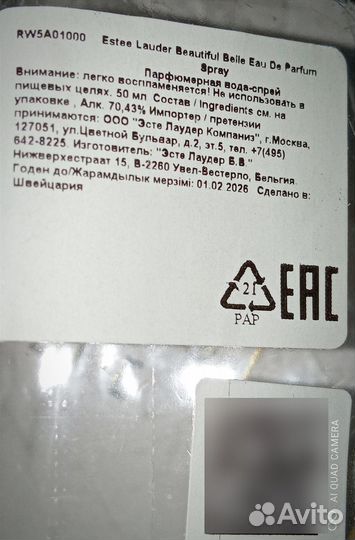 RW5A01000 Estee Lauder Beautiful Belle Eau De Parfum
Spray
Парфюмерная вода-спрей
Внимание: легко воспламеняется! Не использовать в
пищевых целях. 50 мл Состав / Ingredients см. на
упаковке , Алк. 70,43% Импортер / претензии
принимаются: ООО "Эсте Лаудер Компаниз", г.Москва,
127051, ул.Цветной Бульвар, д.2, эт.5, тел. +7(495)
642-8225. Изготовитель: "Эсте Лаудер Б.В."
Нижверхестраат 15, B-2260 Увел-Вестерло, Бельгия.
Годен до/Жарамдылык мерзімі: 01.02 2026 Сделано в:
Швейцария
21
PAP
EAC
AI QUAD CAMERA
Avito